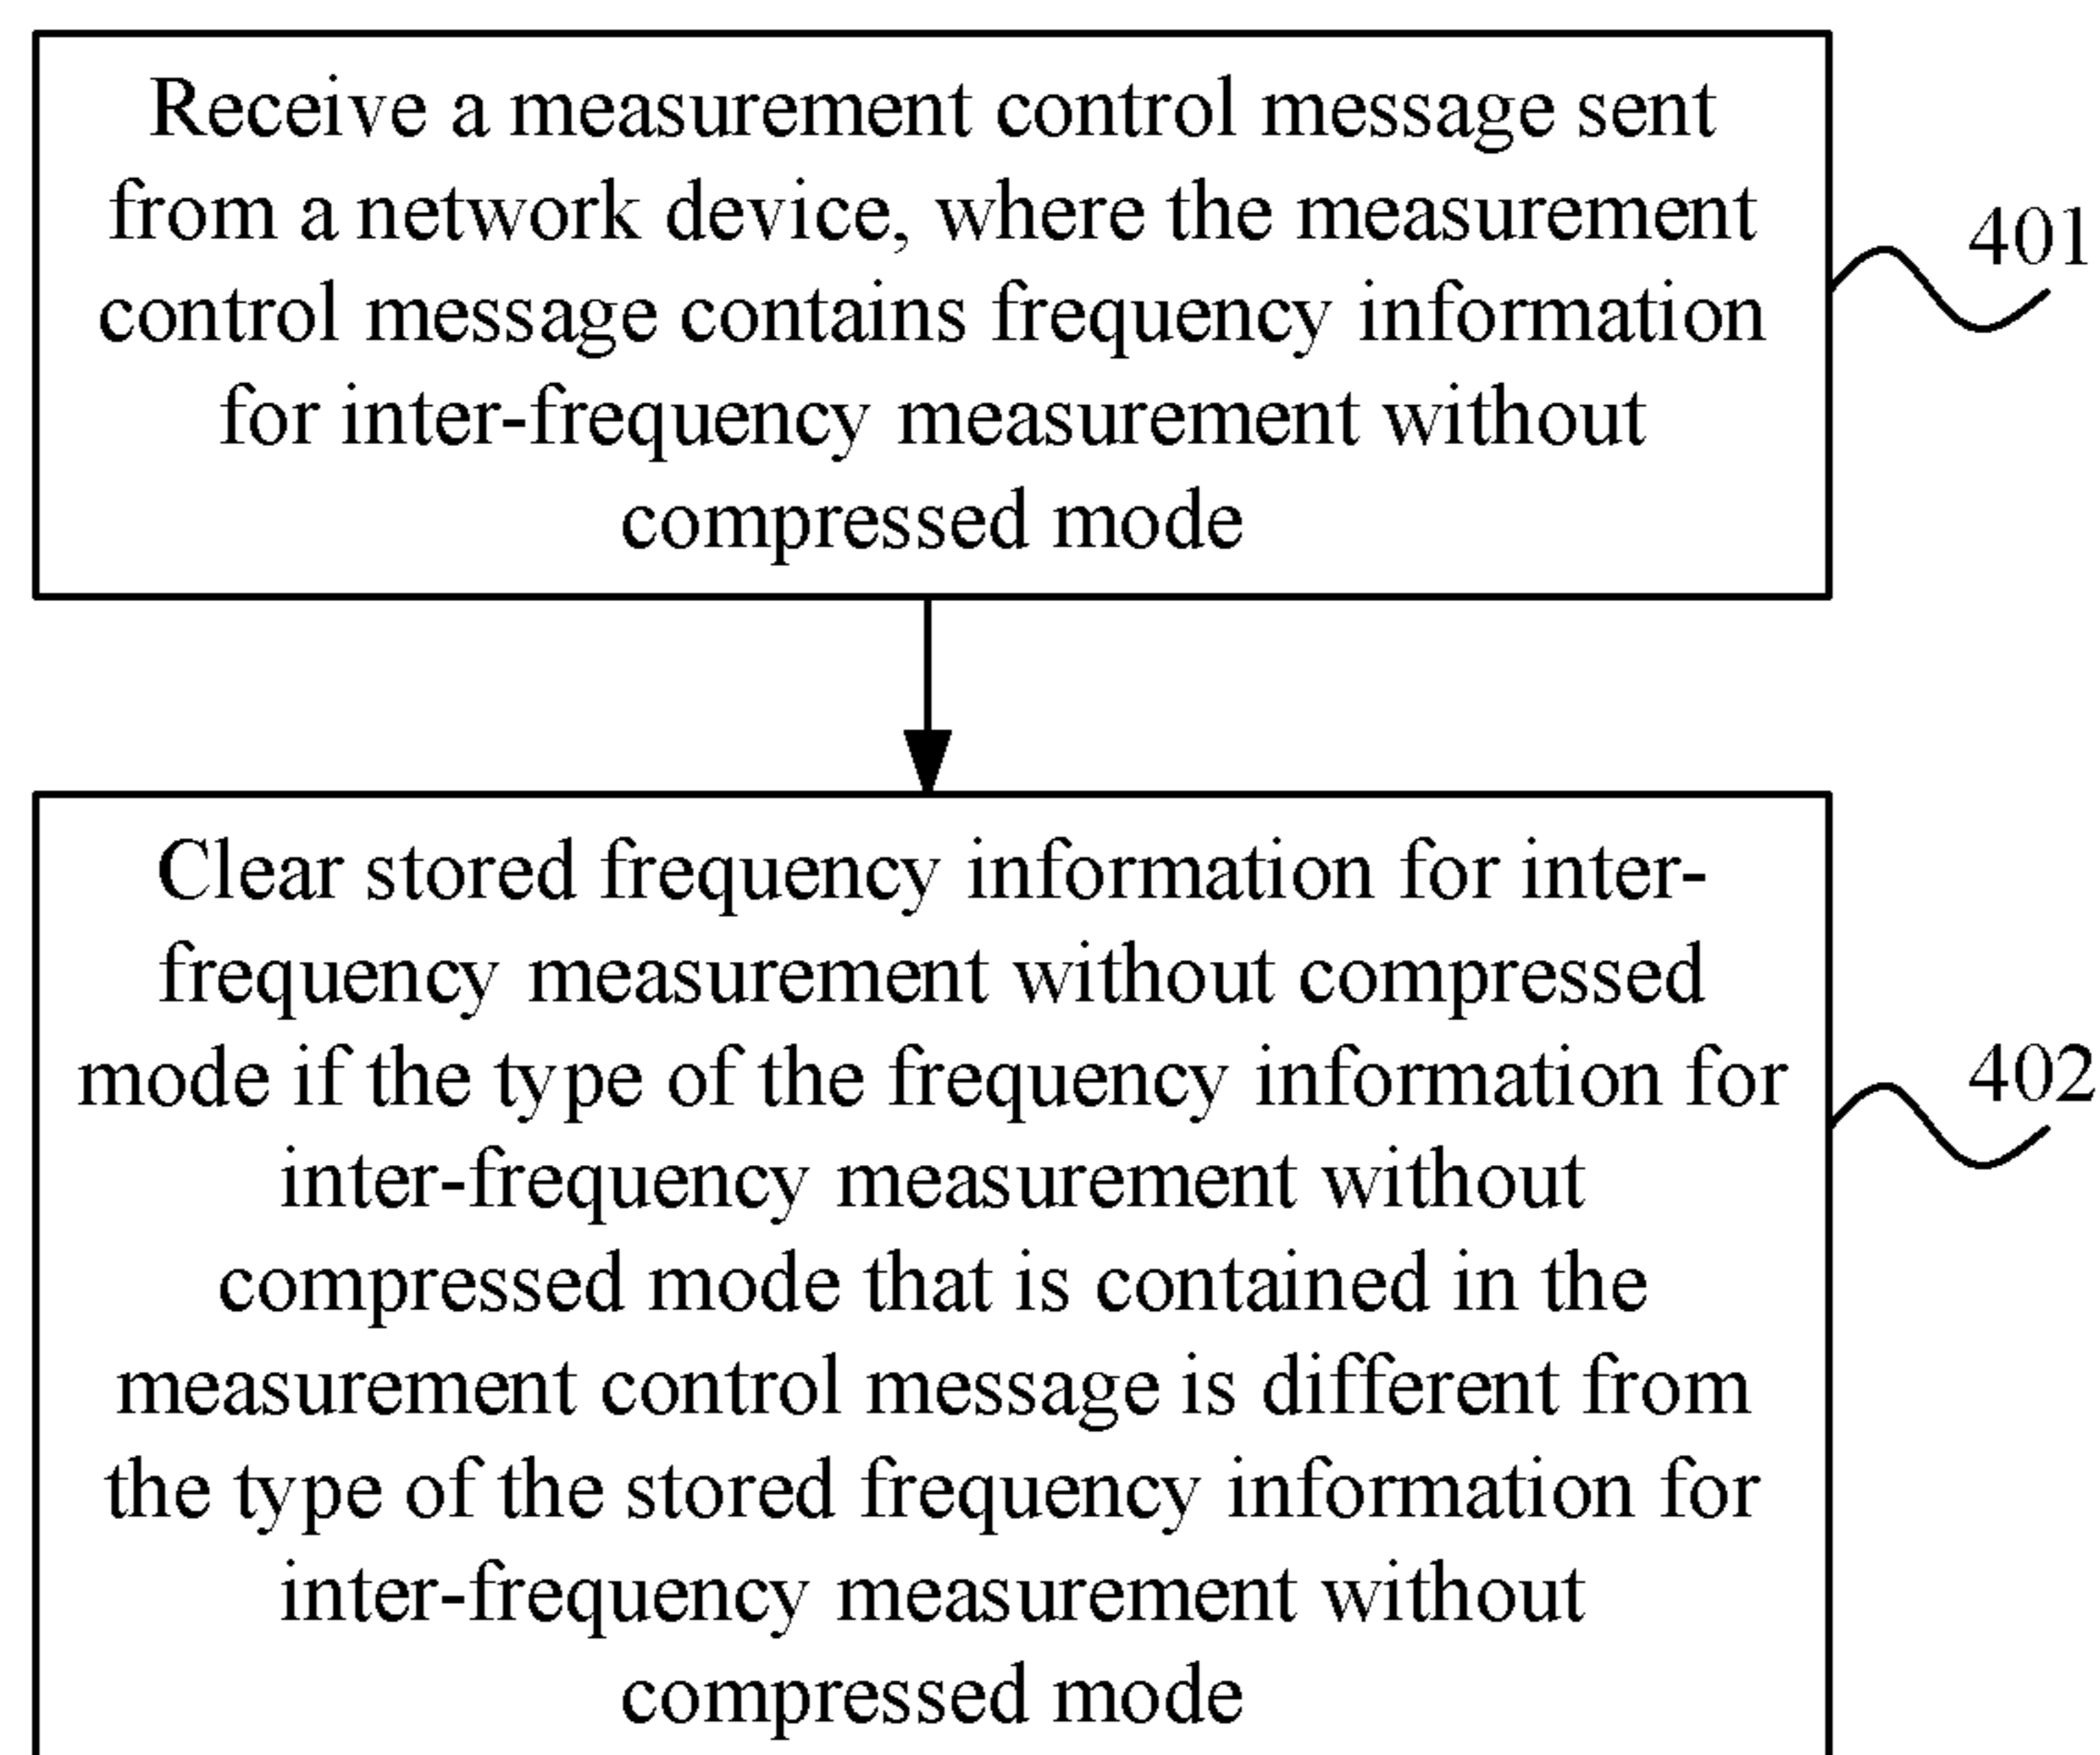 Receive a measurement control message sent
from a network device, where the measurement
control message contains frequency information
for inter-frequency measurement without
compressed mode
401
Clear stored frequency information for inter-
frequency measurement without compressed
mode if the type of the frequency information for
inter-frequency measurement without
compressed mode that is contained in the
measurement control message is different from
the type of the stored frequency information for
inter-frequency measurement without
compressed mode
402